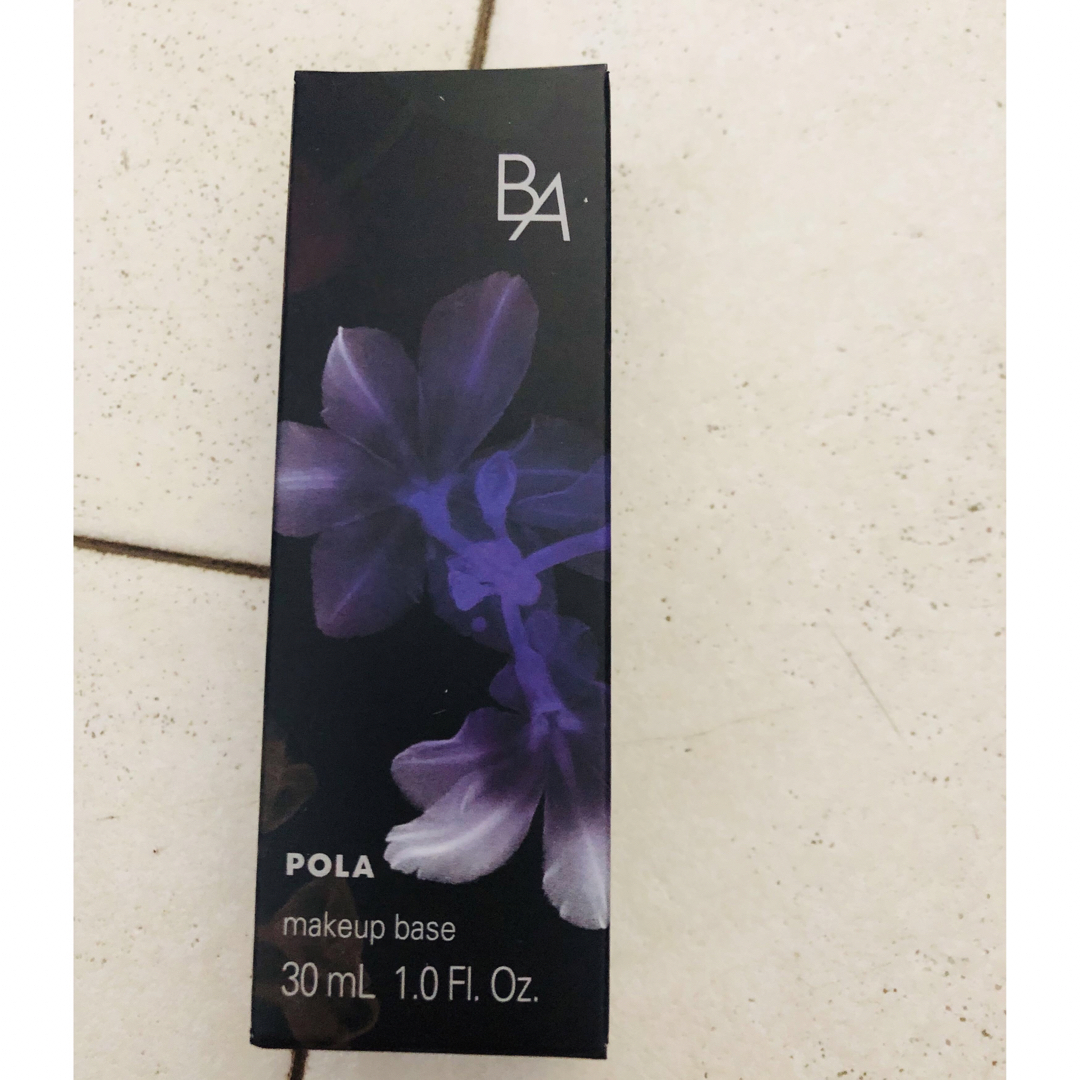 BA
POLA
makeup base
30 mL 1.0 Fl. Oz.